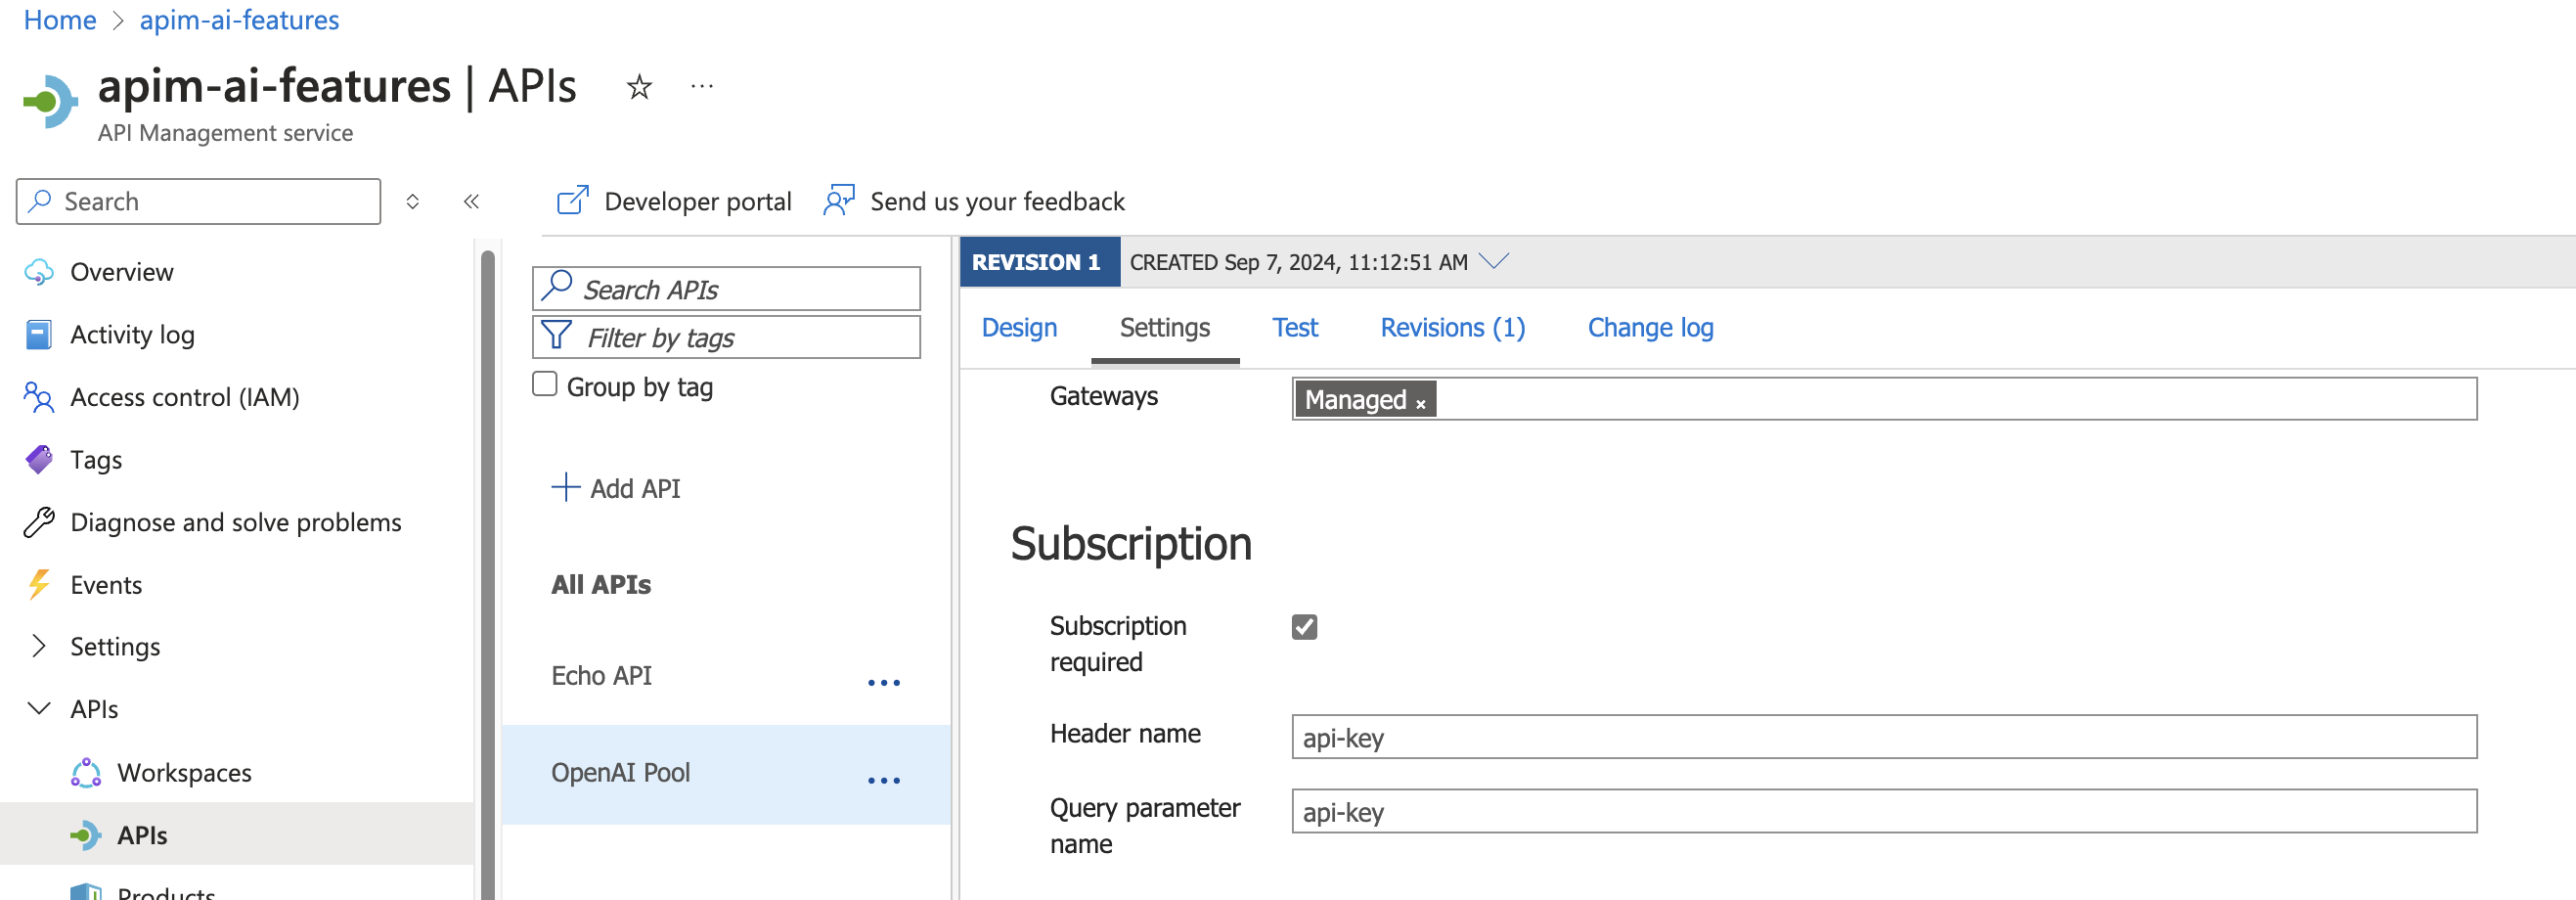 Home > apim-ai-features
apim-ai-features | APIs
API Management service
Search
Developer portal
Send us your feedback
Overview
Activity log
Access control (IAM)
Tags
Diagnose and solve problems
Events
Settings
APIs
Workspaces
APIs
Products
Search APIs
Filter by tags
Group by tag
Add API
All APIs
Echo API
OpenAI Pool
REVISION 1 CREATED Sep 7, 2024, 11:12:51 AM
Design Settings Test Revisions (1) Change log
Gateways Managed ×
Subscription
Subscription
required
Header name api-key
Query parameter api-key
name